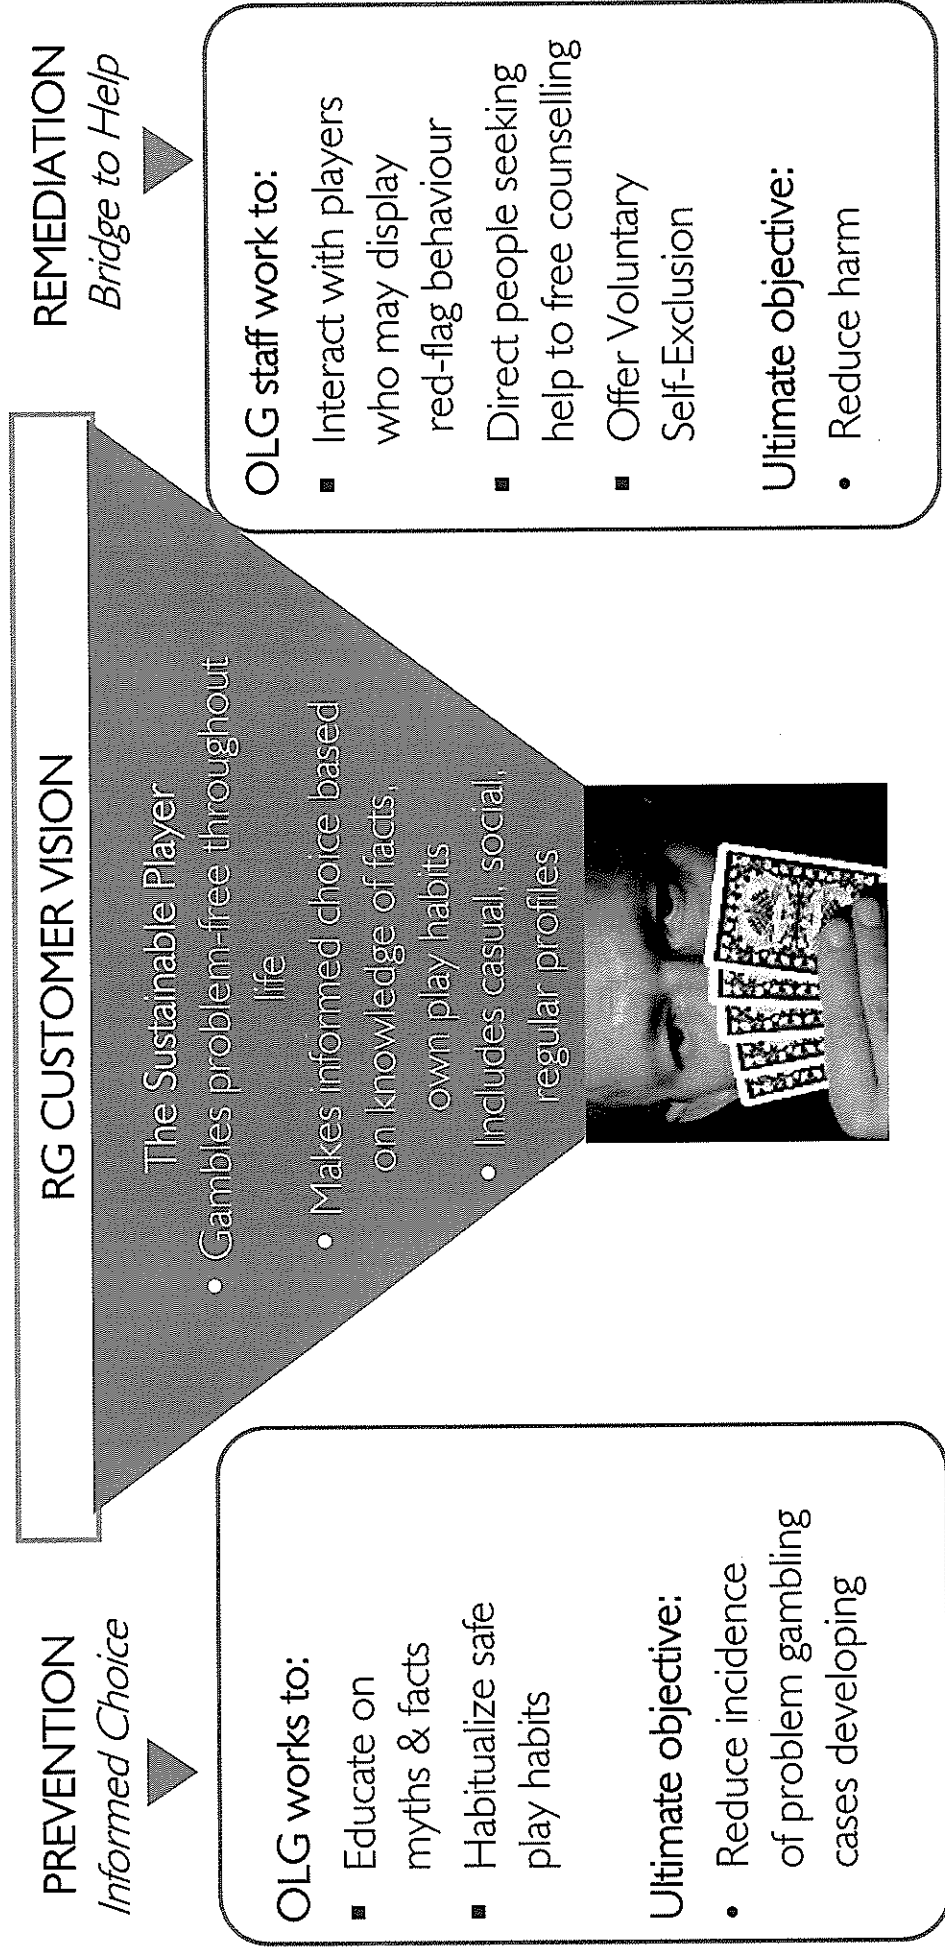 PREVENTION
Informed Choice
OLG works to:
▪ Educate on
myths & facts
▪ Habitualize safe
play habits
Ultimate objective:
• Reduce incidence
of problem gambling
cases developing
RG CUSTOMER VISION
The Sustainable Player
• Gambles problem-free throughout
life
• Makes informed choice based
on knowledge of facts,
own play habits
• Includes casual, social,
regular profiles
REMEDIATION
Bridge to Help
OLG staff work to:
▪ Interact with players
who may display
red-flag behaviour
▪ Direct people seeking
help to free counselling
▪ Offer Voluntary
Self-Exclusion
Ultimate objective:
• Reduce harm